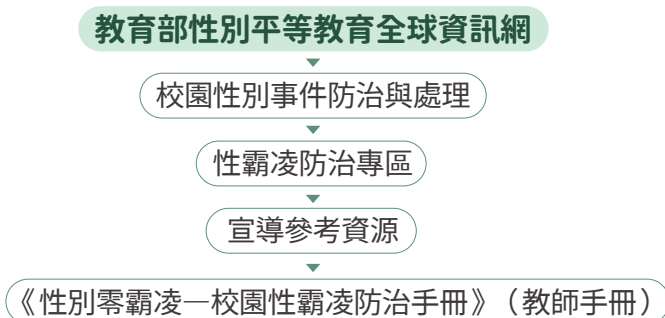 教育部性別平等教育全球資訊網
校園性別事件防治與處理
性霸凌防治專區
宣導參考資源
《性別零霸凌—校園性霸凌防治手冊》（教師手冊）